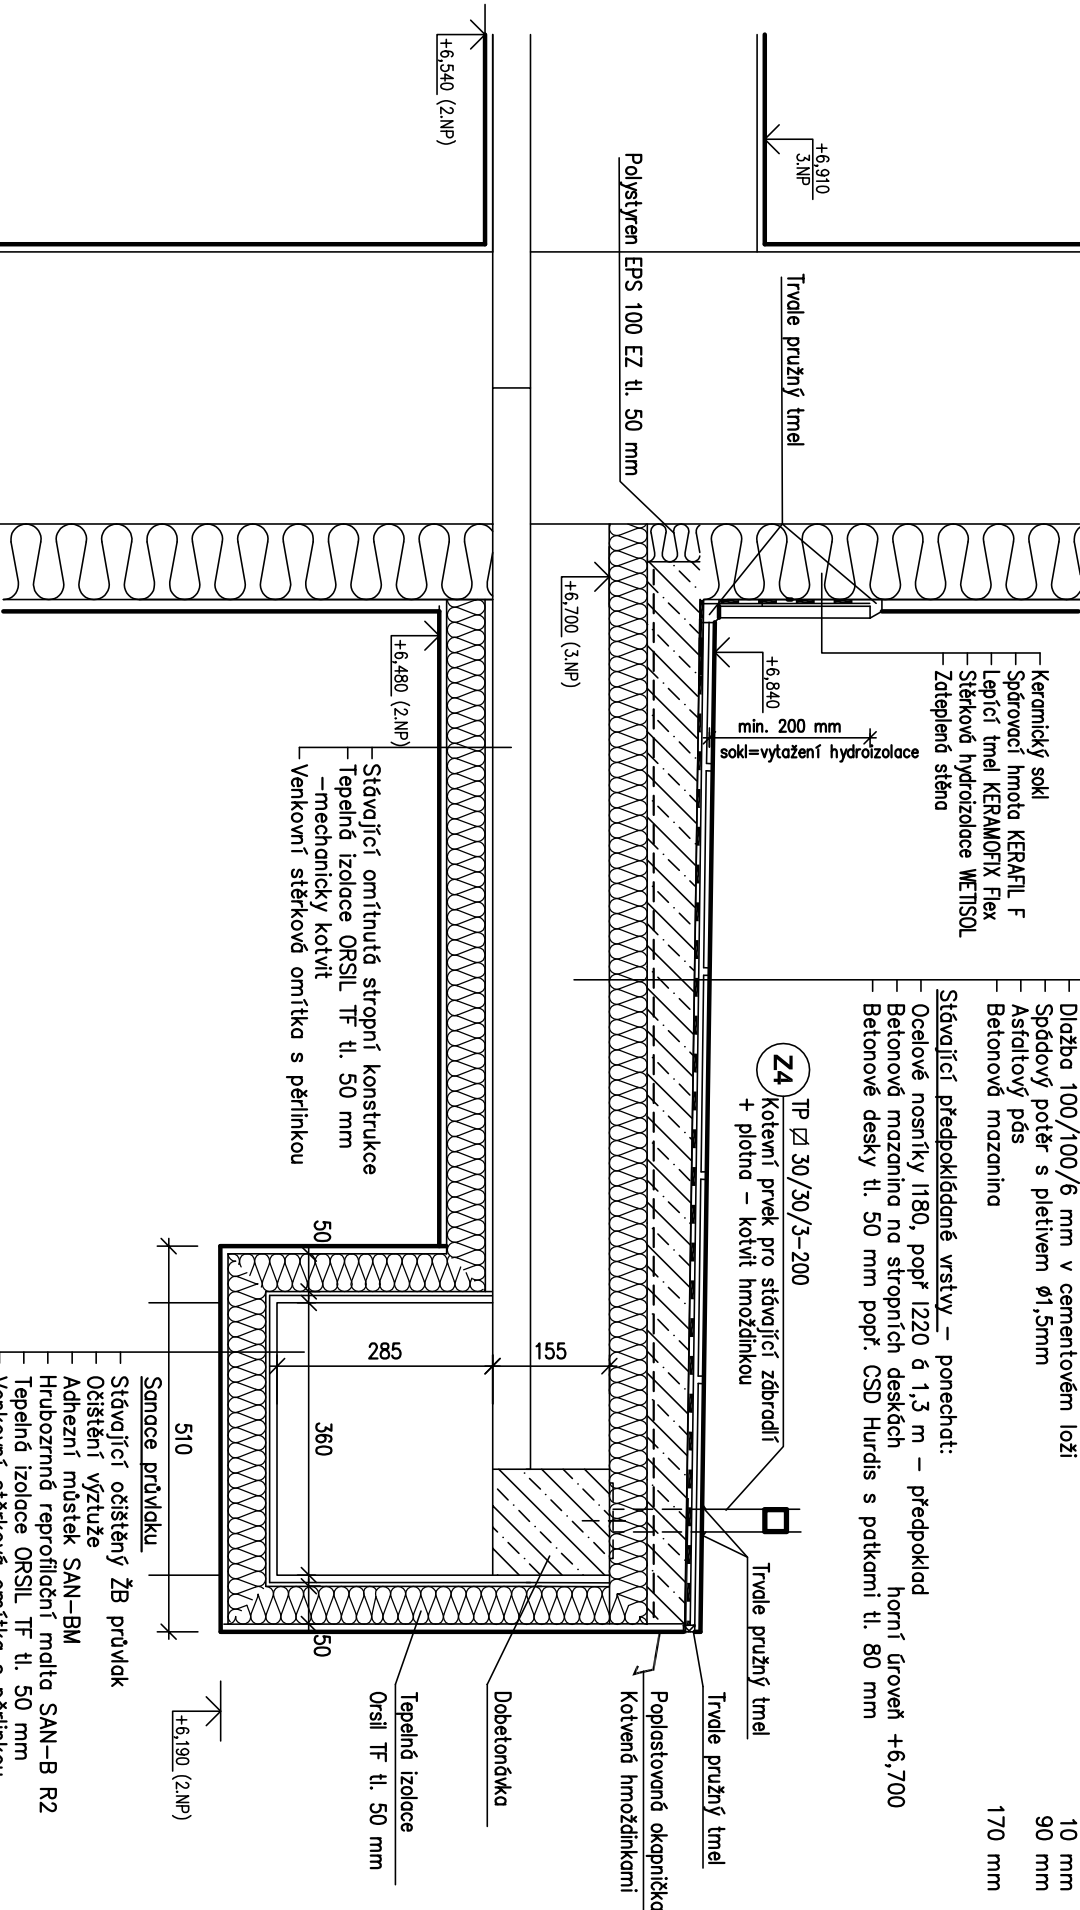 Dlažba 100/100/6 mm v cementovém loži
10 mm
Spádový potěr s pletivem ø1,5mm
90 mm
Asfaltový pás
Betonová mazanina
170 mm
Stávající předpokládané vrstvy – ponechat:
Ocelové nosníky I180, popř I220 á 1,3 m – předpoklad
Betonová mazanina na stropních deskách
horní úroveň +6,700
Betonové desky tl. 50 mm popř. CSD Hurdis s patkami tl. 80 mm
Keramický sokl
Spárovací hmota KERAFIL F
Lepící tmel KERAMOFIX Flex
Stěrková hydroizolace WETISOL
Zateplená stěna
+6,910
3.NP
Trvale pružný tmel
min. 200 mm
sokl=vytažení hydroizolace
+6,840
Z4
TP 30/30/3–200
Kotevní prvek pro stávající zábradlí
+ plotna – kotvit hmoždinkou
Trvale pružný tmel
Trvale pružný tmel
Poplastovaná okapnička
Kotvená hmoždinkami
Polystyren EPS 100 EZ tl. 50 mm
+6,700 (3.NP)
+6,540 (2.NP)
+6,480 (2.NP)
155
285
Dobetonávka
Tepelná izolace
Orsil TF tl. 50 mm
Stávající omítnutá stropní konstrukce
Tepelná izolace ORSIL TF tl. 50 mm
–mechanicky kotvit
Venkovní stěrková omítka s pěrlinkou
50
360
50
510
+6,190 (2.NP)
Sanace průvlaku
Stávající očištěný ŽB průvlak
Očištění výztuže
Adhezní můstek SAN–BM
Hrubozrnná reprofilační malta SAN–B R2
Tepelná izolace ORSIL TF tl. 50 mm
Venkovní stěrková omítka s pěrlinkou